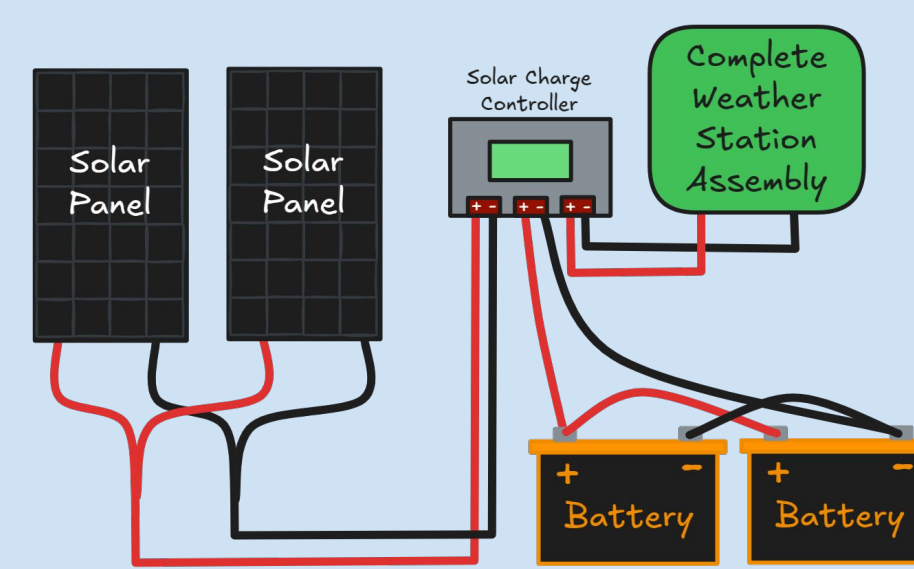 Solar
Panel
Solar
Panel
Solar Charge
Controller
+ - + - + -
Complete
Weather
Station
Assembly
+ -
Battery
+ -
Battery